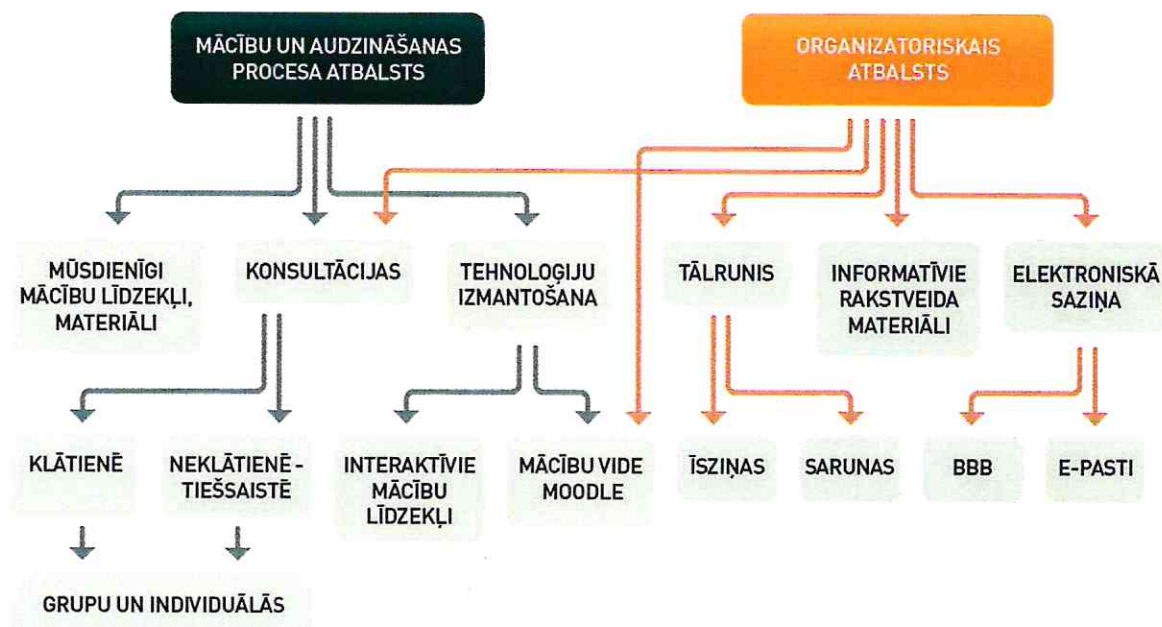 MĀCĪBU UN AUDZINĀŠANAS
PROCESA ATBALSTS
ORGANIZATORISKAIS
ATBALSTS
MŪSDIENĪGI
MĀCĪBU LĪDZEKĻI,
MATERIĀLI
KONSULTĀCIJAS
TEHNOLOĢIJU
IZMANTOŠANA
TĀLRUNIS
INFORMATĪVIE
RAKSTVEIDA
MATERIĀLI
ELEKTRONISKĀ
SAZIŅA
KLĀTIENĒ
NEKLĀTIENĒ -
TIEŠSAISTĒ
INTERAKTĪVIE
MĀCĪBU
LĪDZEKĻI
MĀCĪBU VIDE
MOODLE
ĪSZIŅAS
SARUNAS
BBB
E-PASTI
GRUPU UN INDIVIDUĀLĀS